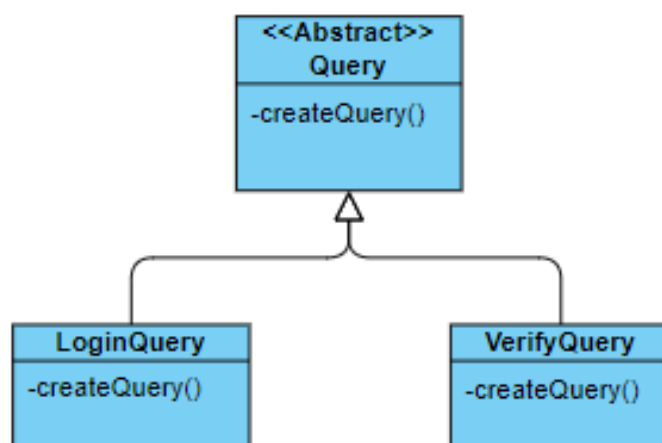 <<Abstract>>
Query
-createQuery()
LoginQuery
-createQuery()
VerifyQuery
-createQuery()